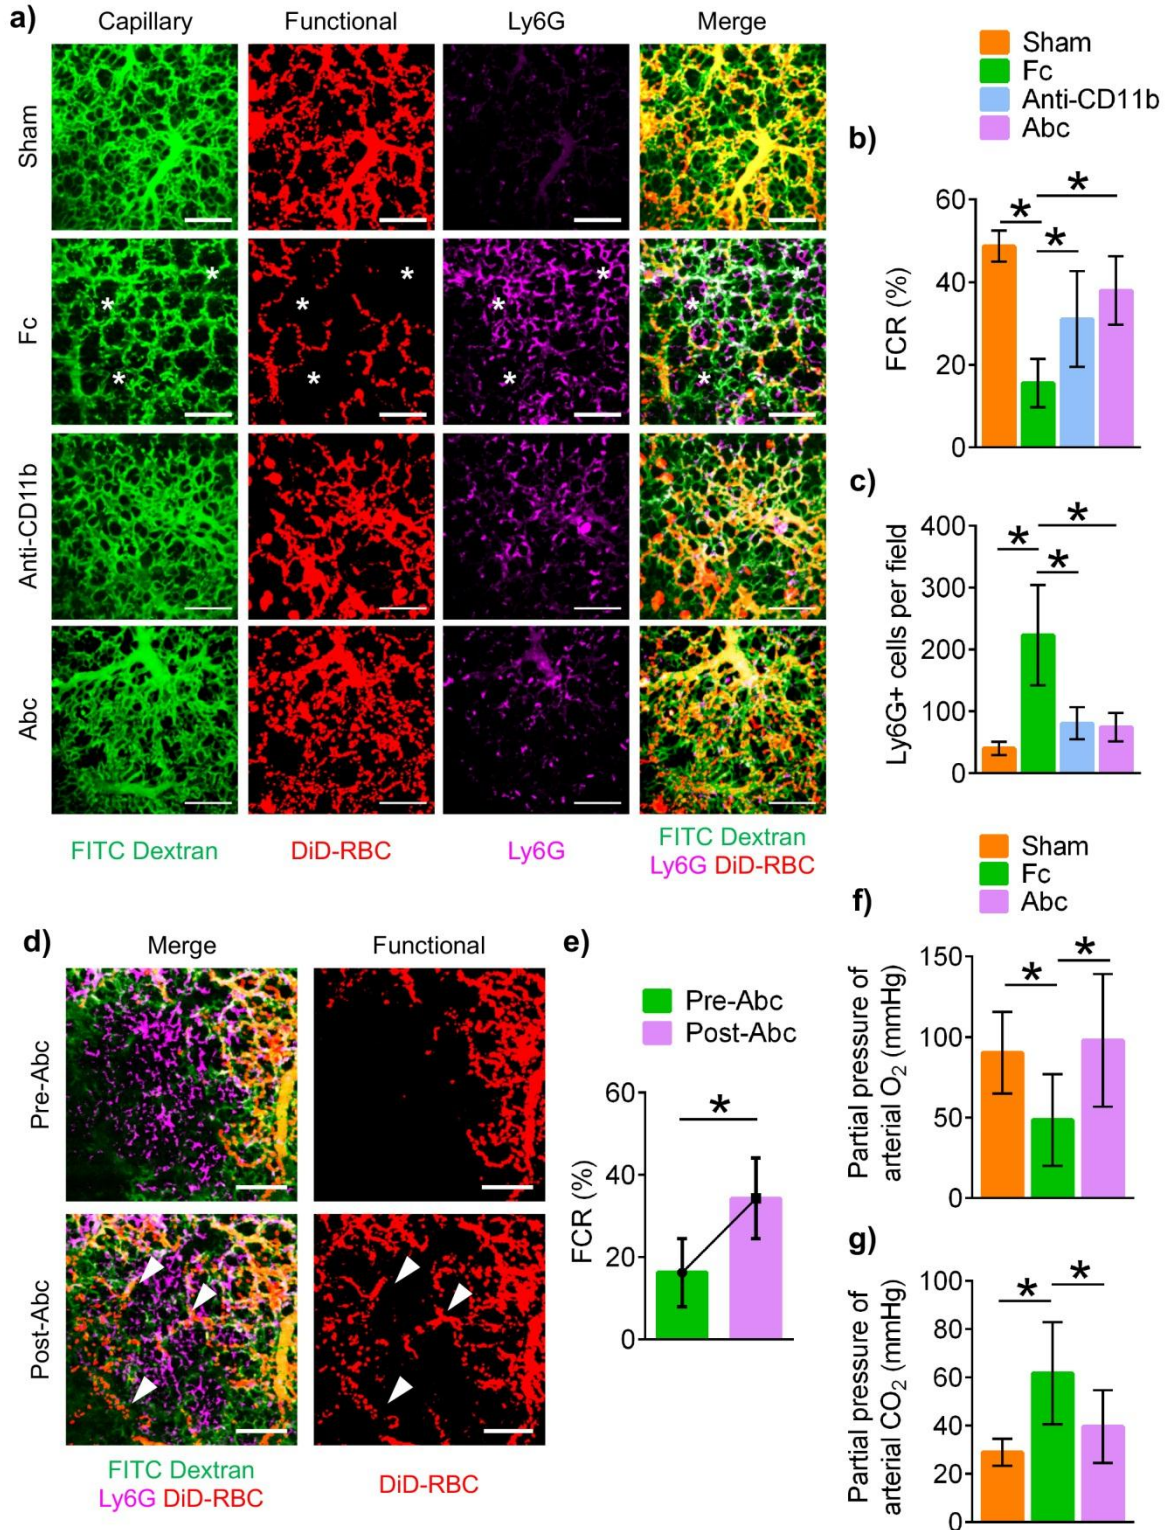 a)
Capillary Functional Ly6G Merge
Sham
Fc
* * *
* * *
* * *
* * *
Anti-CD11b
Abc
FITC Dextran DiD-RBC Ly6G FITC Dextran
Ly6G DiD-RBC
Sham
Fc
Anti-CD11b
Abc
b)
FCR (%)
60
40
20
0
* * *
c)
Ly6G+ cells per field
400
300
200
100
0
* * *
d)
Merge Functional
Pre-Abc
Post-Abc
FITC Dextran
Ly6G DiD-RBC
DiD-RBC
e)
Pre-Abc
Post-Abc
FCR (%)
60
40
20
0
*
Sham
Fc
Abc
f)
Partial pressure of
arterial O₂ (mmHg)
150
100
50
0
* *
g)
Partial pressure of
arterial CO₂ (mmHg)
100
80
60
40
20
0
* *